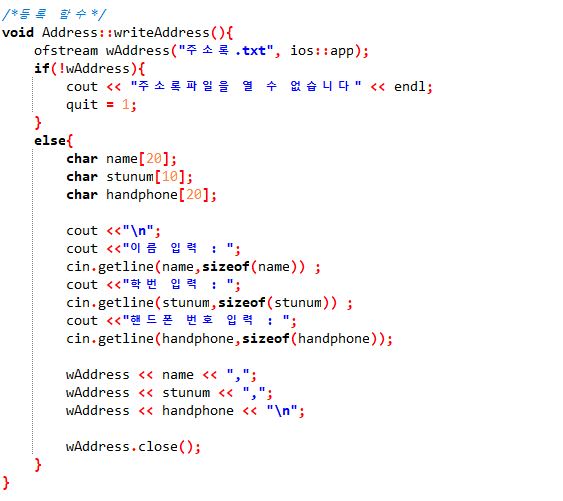 /*등록 함수*/
void Address::writeAddress(){
    ofstream wAddress("주소록.txt", ios::app);
    if(!wAddress){
        cout << "주소록파일을 열 수 없습니다" << endl;
        quit = 1;
    }
    else{
        char name[20];
        char stunum[10];
        char handphone[20];

        cout <<"\n";
        cout <<"이름 입력 : ";
        cin.getline(name,sizeof(name)) ;
        cout <<"학번 입력 : ";
        cin.getline(stunum,sizeof(stunum)) ;
        cout <<"핸드폰 번호 입력 : ";
        cin.getline(handphone,sizeof(handphone));

        wAddress << name << ",";
        wAddress << stunum << ",";
        wAddress << handphone << "\n";

        wAddress.close();
    }
}